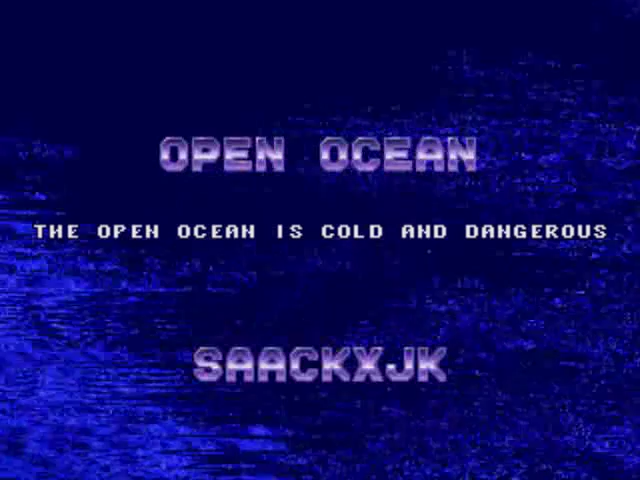 OPEN OCEAN
THE OPEN OCEAN IS COLD AND DANGEROUS
SAACKXJK